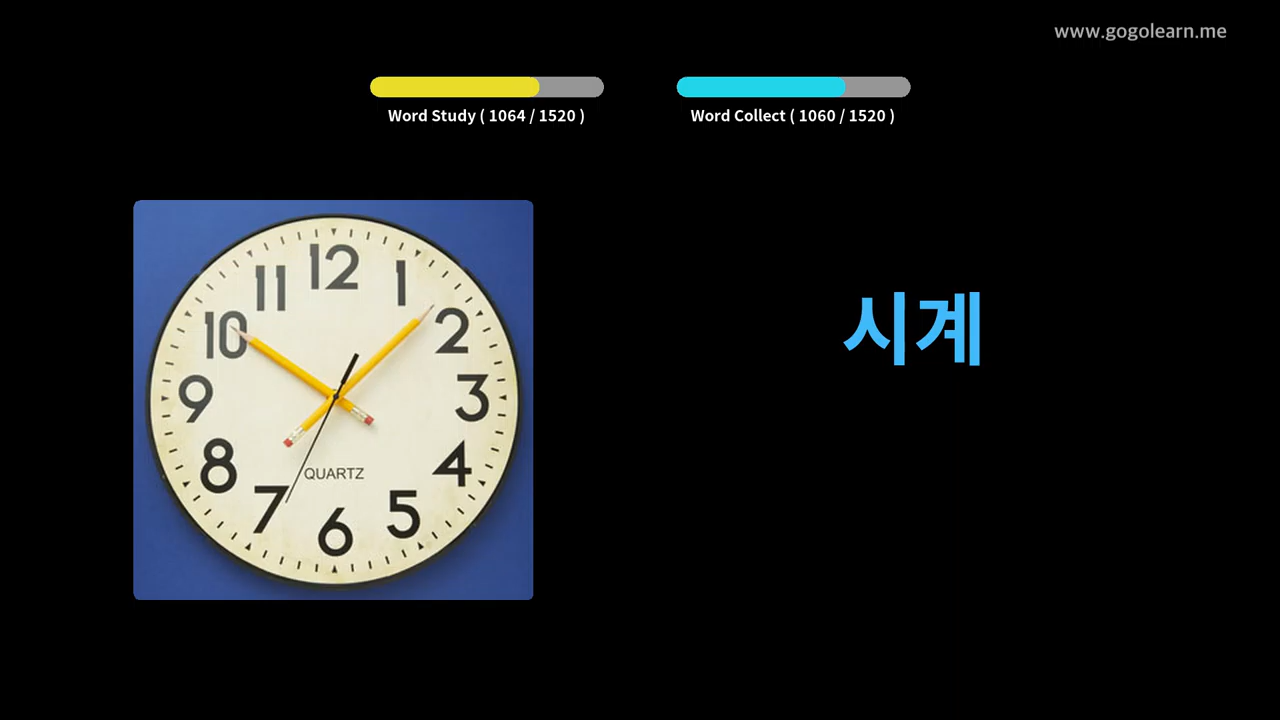 www.gogolearn.me
Word Study ( 1064 / 1520 )
Word Collect ( 1060 / 1520 )
12
1
2
3
4
5
6
7
8
9
10
11
QUARTZ
시계